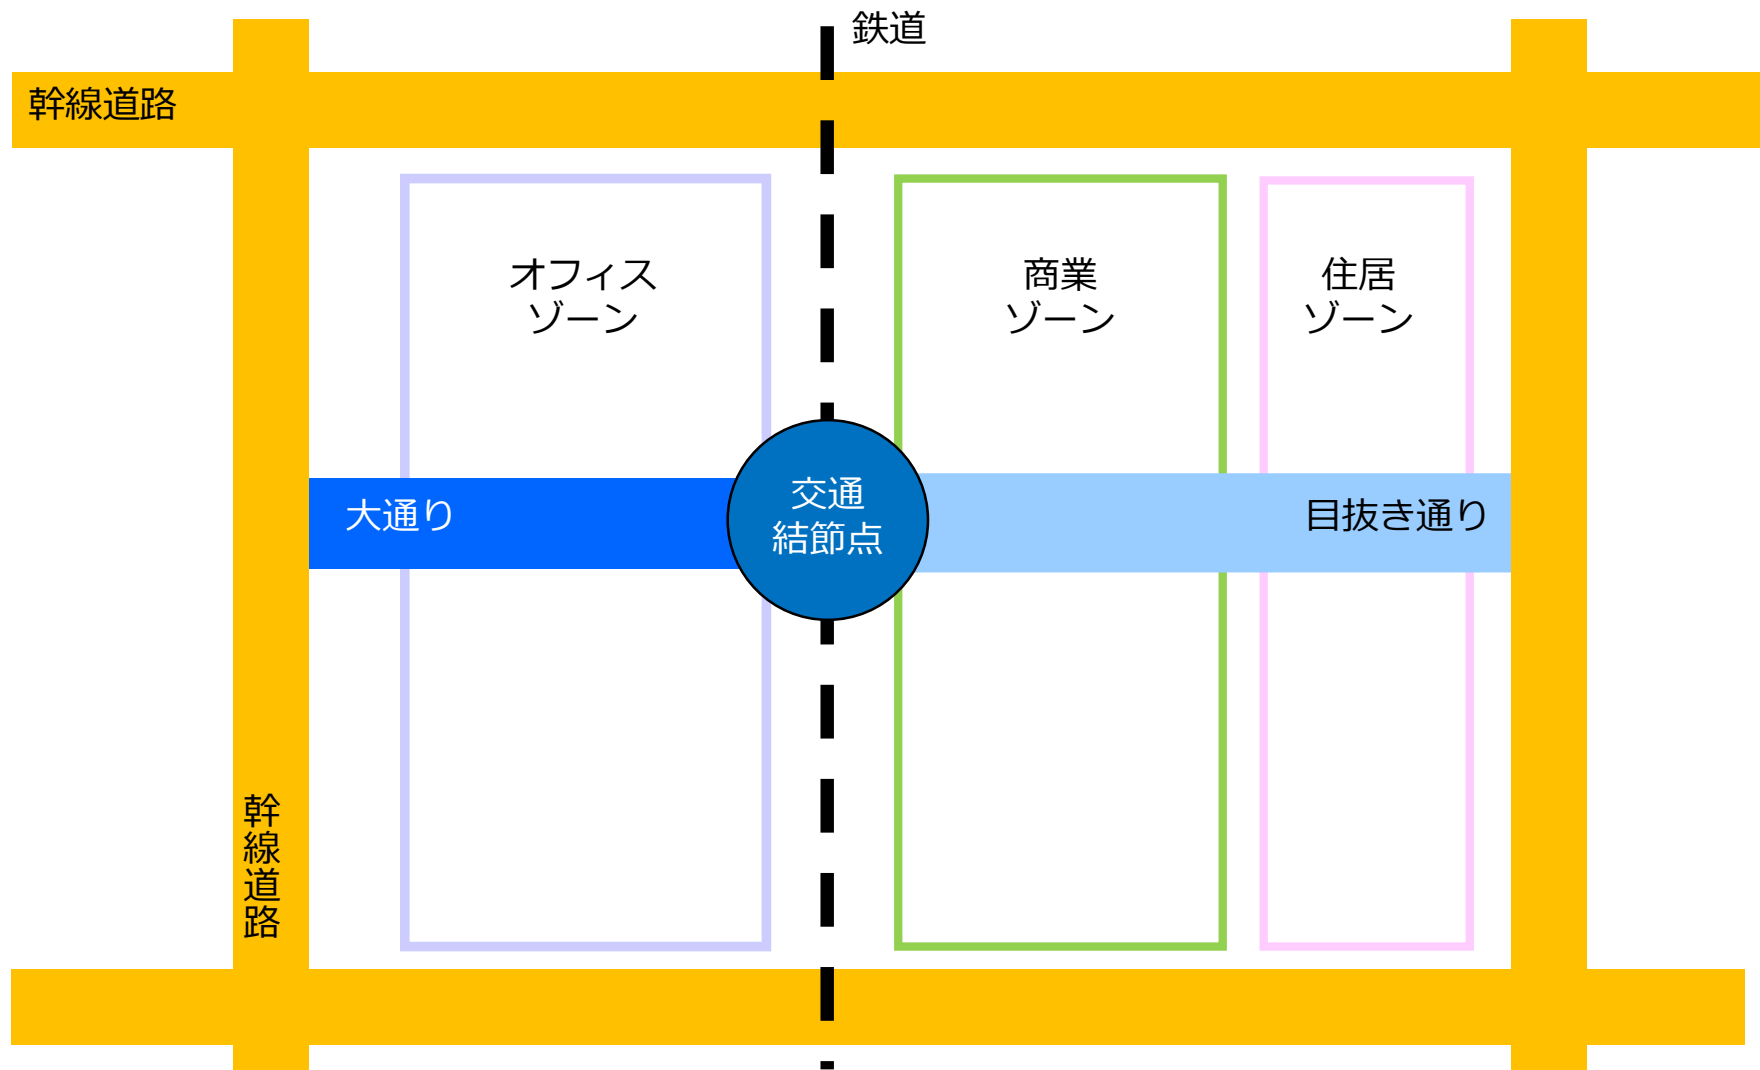 鉄道
幹線道路
オフィス
ゾーン
商業
ゾーン
住居
ゾーン
大通り
交通
結節点
目抜き通り
幹線道路